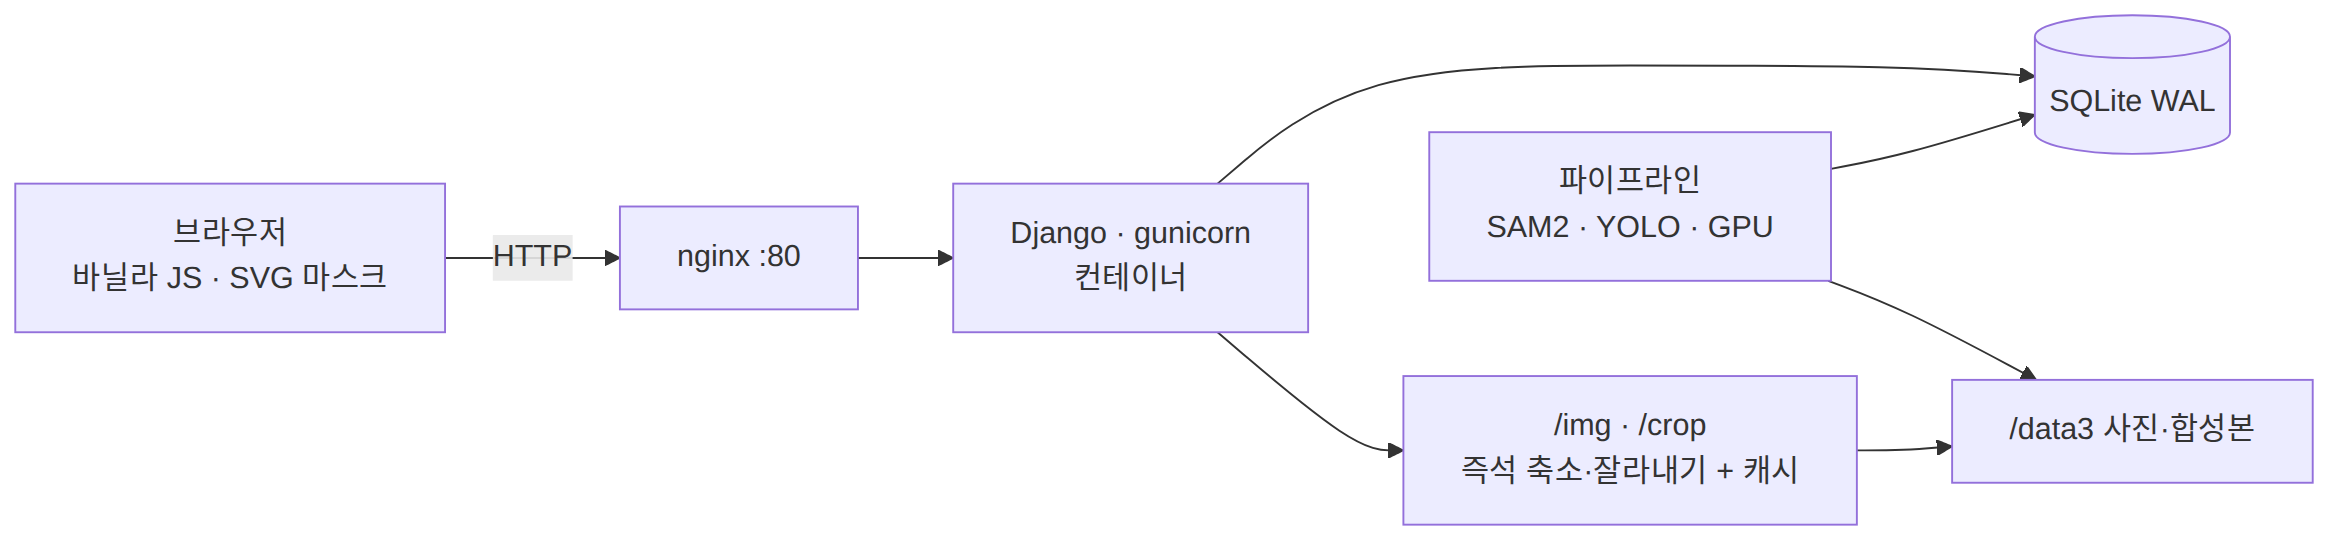 브라우저
바닐라 JS · SVG 마스크
HTTP
nginx :80
Django · gunicorn
컨테이너
파이프라인
SAM2 · YOLO · GPU
SQLite WAL
/img · /crop
즉석 축소·잘라내기 + 캐시
/data3 사진·합성본